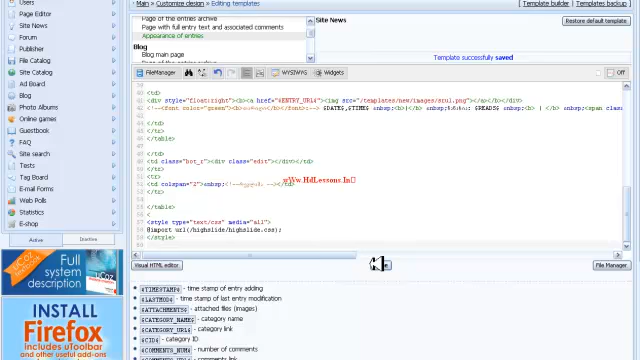 Users
Main » Customize design » Editing templates
Template builder
Templates backup
Page Editor
Site News
Forum
Publisher
File Catalog
Site Catalog
Ad Board
Blog
Photo Albums
Online games
Guestbook
FAQ
Site search
Tests
Tag Board
E-mail Forms
Web Polls
Statistics
E-shop
Active
Inactive
Page of the entries archive
Page with full entry text and associated comments
Appearance of entries
Blog
Blog main page
Site News
Restore default template
Template successfully saved
FileManager
WYSIWYG
Widgets
Off
<td>
<div style="float:right"><b><a href="$ENTRY_URL$"><img src="/templates/new/images/srul.png"></a></b></div>
</td>
</tr>
</table>
<td class="bot_r"><div class="edit"></div></td>
</tr>
<tr>
wWw.HdLessons.In
</tr>
</table>
<
<style type="text/css" media="all">
@import url(/highslide/highslide.css);
</style>
Visual HTML editor
File Manager
$TIMESTAMP$ - time stamp of entry adding
$LASTMOD$ - time stamp of last entry modification
$ATTACHMENTS$ - attached files (images)
$CATEGORY_NAME$ - category name
$CATEGORY_URL$ - category link
$CID$ - category ID
$COMMENTS_NUM$ - number of comments
Full system description
INSTALL
Firefox
includes uToolbar
and other useful add-ons